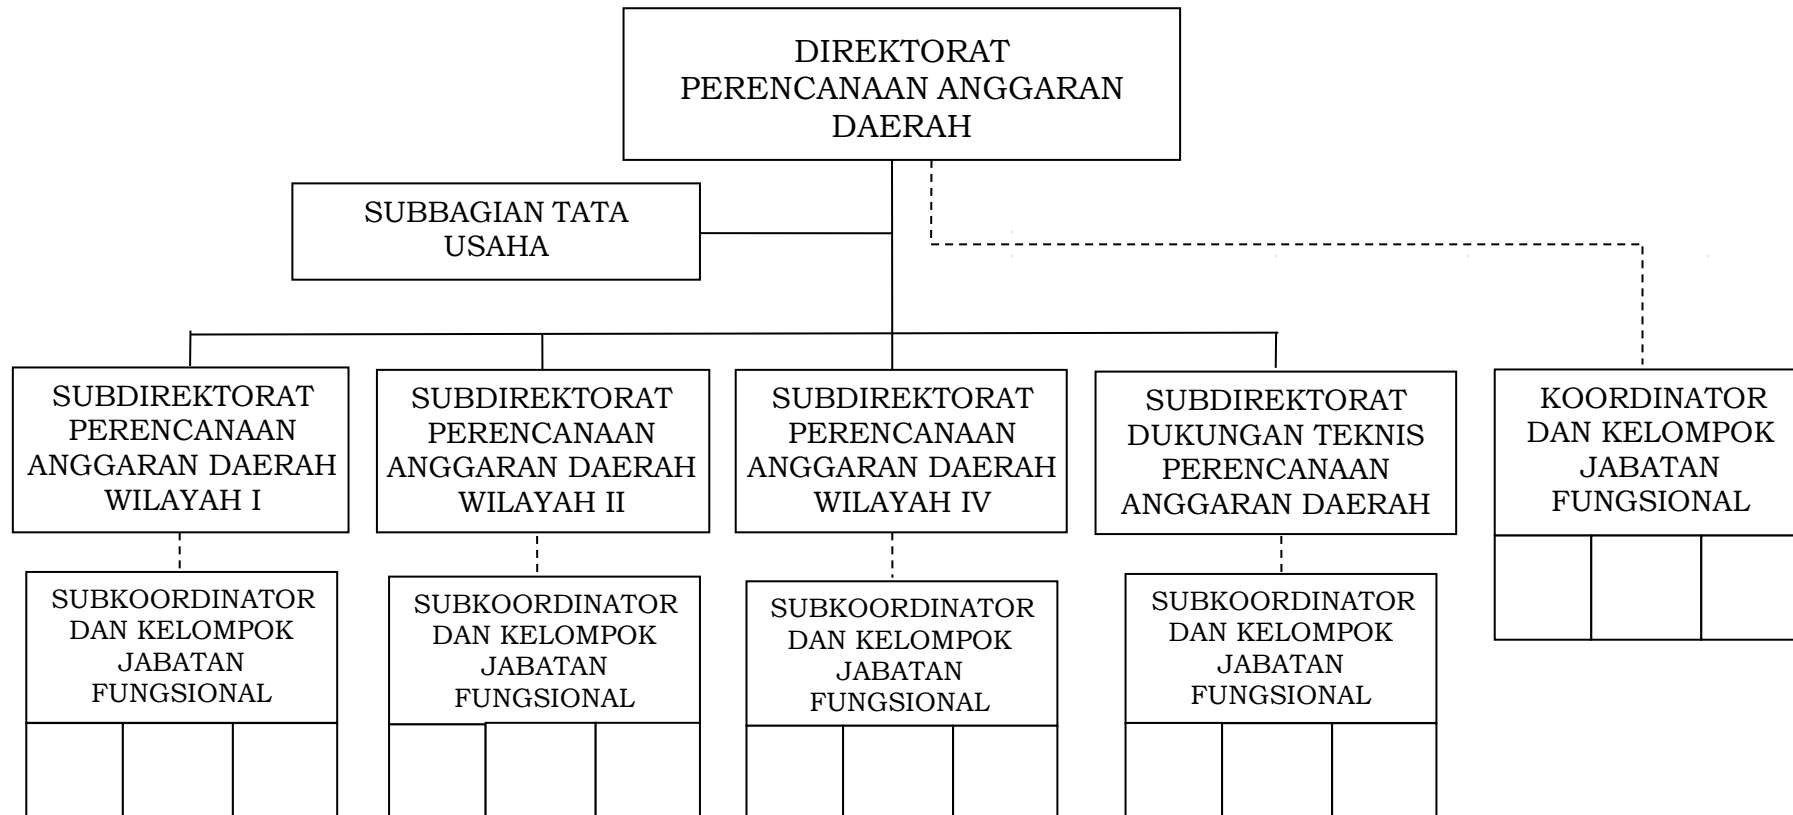 DIREKTORAT
PERENCANAAN ANGGARAN
DAERAH
SUBBAGIAN TATA
USAHA
SUBDIREKTORAT
PERENCANAAN
ANGGARAN DAERAH
WILAYAH I
SUBDIREKTORAT
PERENCANAAN
ANGGARAN DAERAH
WILAYAH II
SUBDIREKTORAT
PERENCANAAN
ANGGARAN DAERAH
WILAYAH IV
SUBDIREKTORAT
DUKUNGAN TEKNIS
PERENCANAAN
ANGGARAN DAERAH
KOORDINATOR
DAN KELOMPOK
JABATAN
FUNGSIONAL
SUBKOORDINATOR
DAN KELOMPOK
JABATAN
FUNGSIONAL
SUBKOORDINATOR
DAN KELOMPOK
JABATAN
FUNGSIONAL
SUBKOORDINATOR
DAN KELOMPOK
JABATAN
FUNGSIONAL
SUBKOORDINATOR
DAN KELOMPOK
JABATAN
FUNGSIONAL